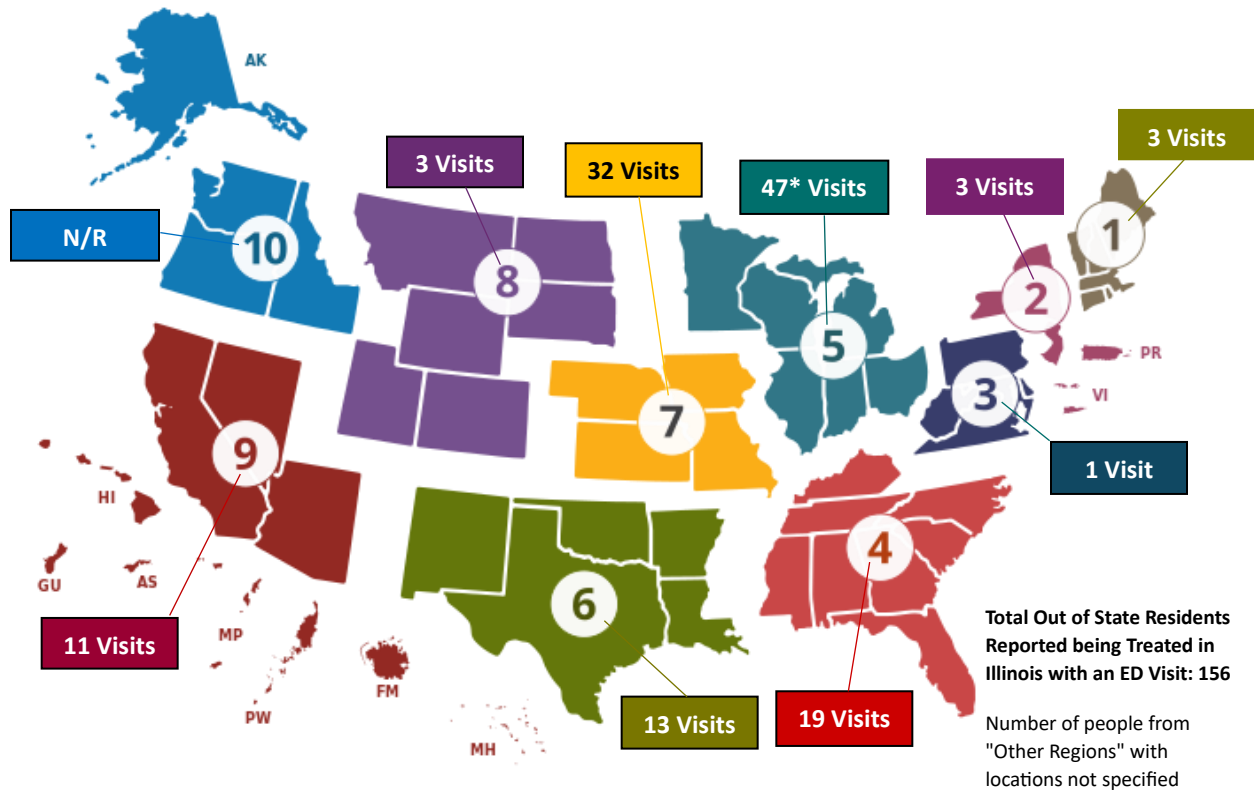 AK
3 Visits
3 Visits
32 Visits
47* Visits
3 Visits
N/R
10
8
1
2
5
PR
VI
3
7
9
1 Visit
HI
4
GU
AS
6
MP
11 Visits
FM
PW
MH
13 Visits
19 Visits
Total Out of State Residents
Reported being Treated in
Illinois with an ED Visit: 156
Number of people from
"Other Regions" with
locations not specified